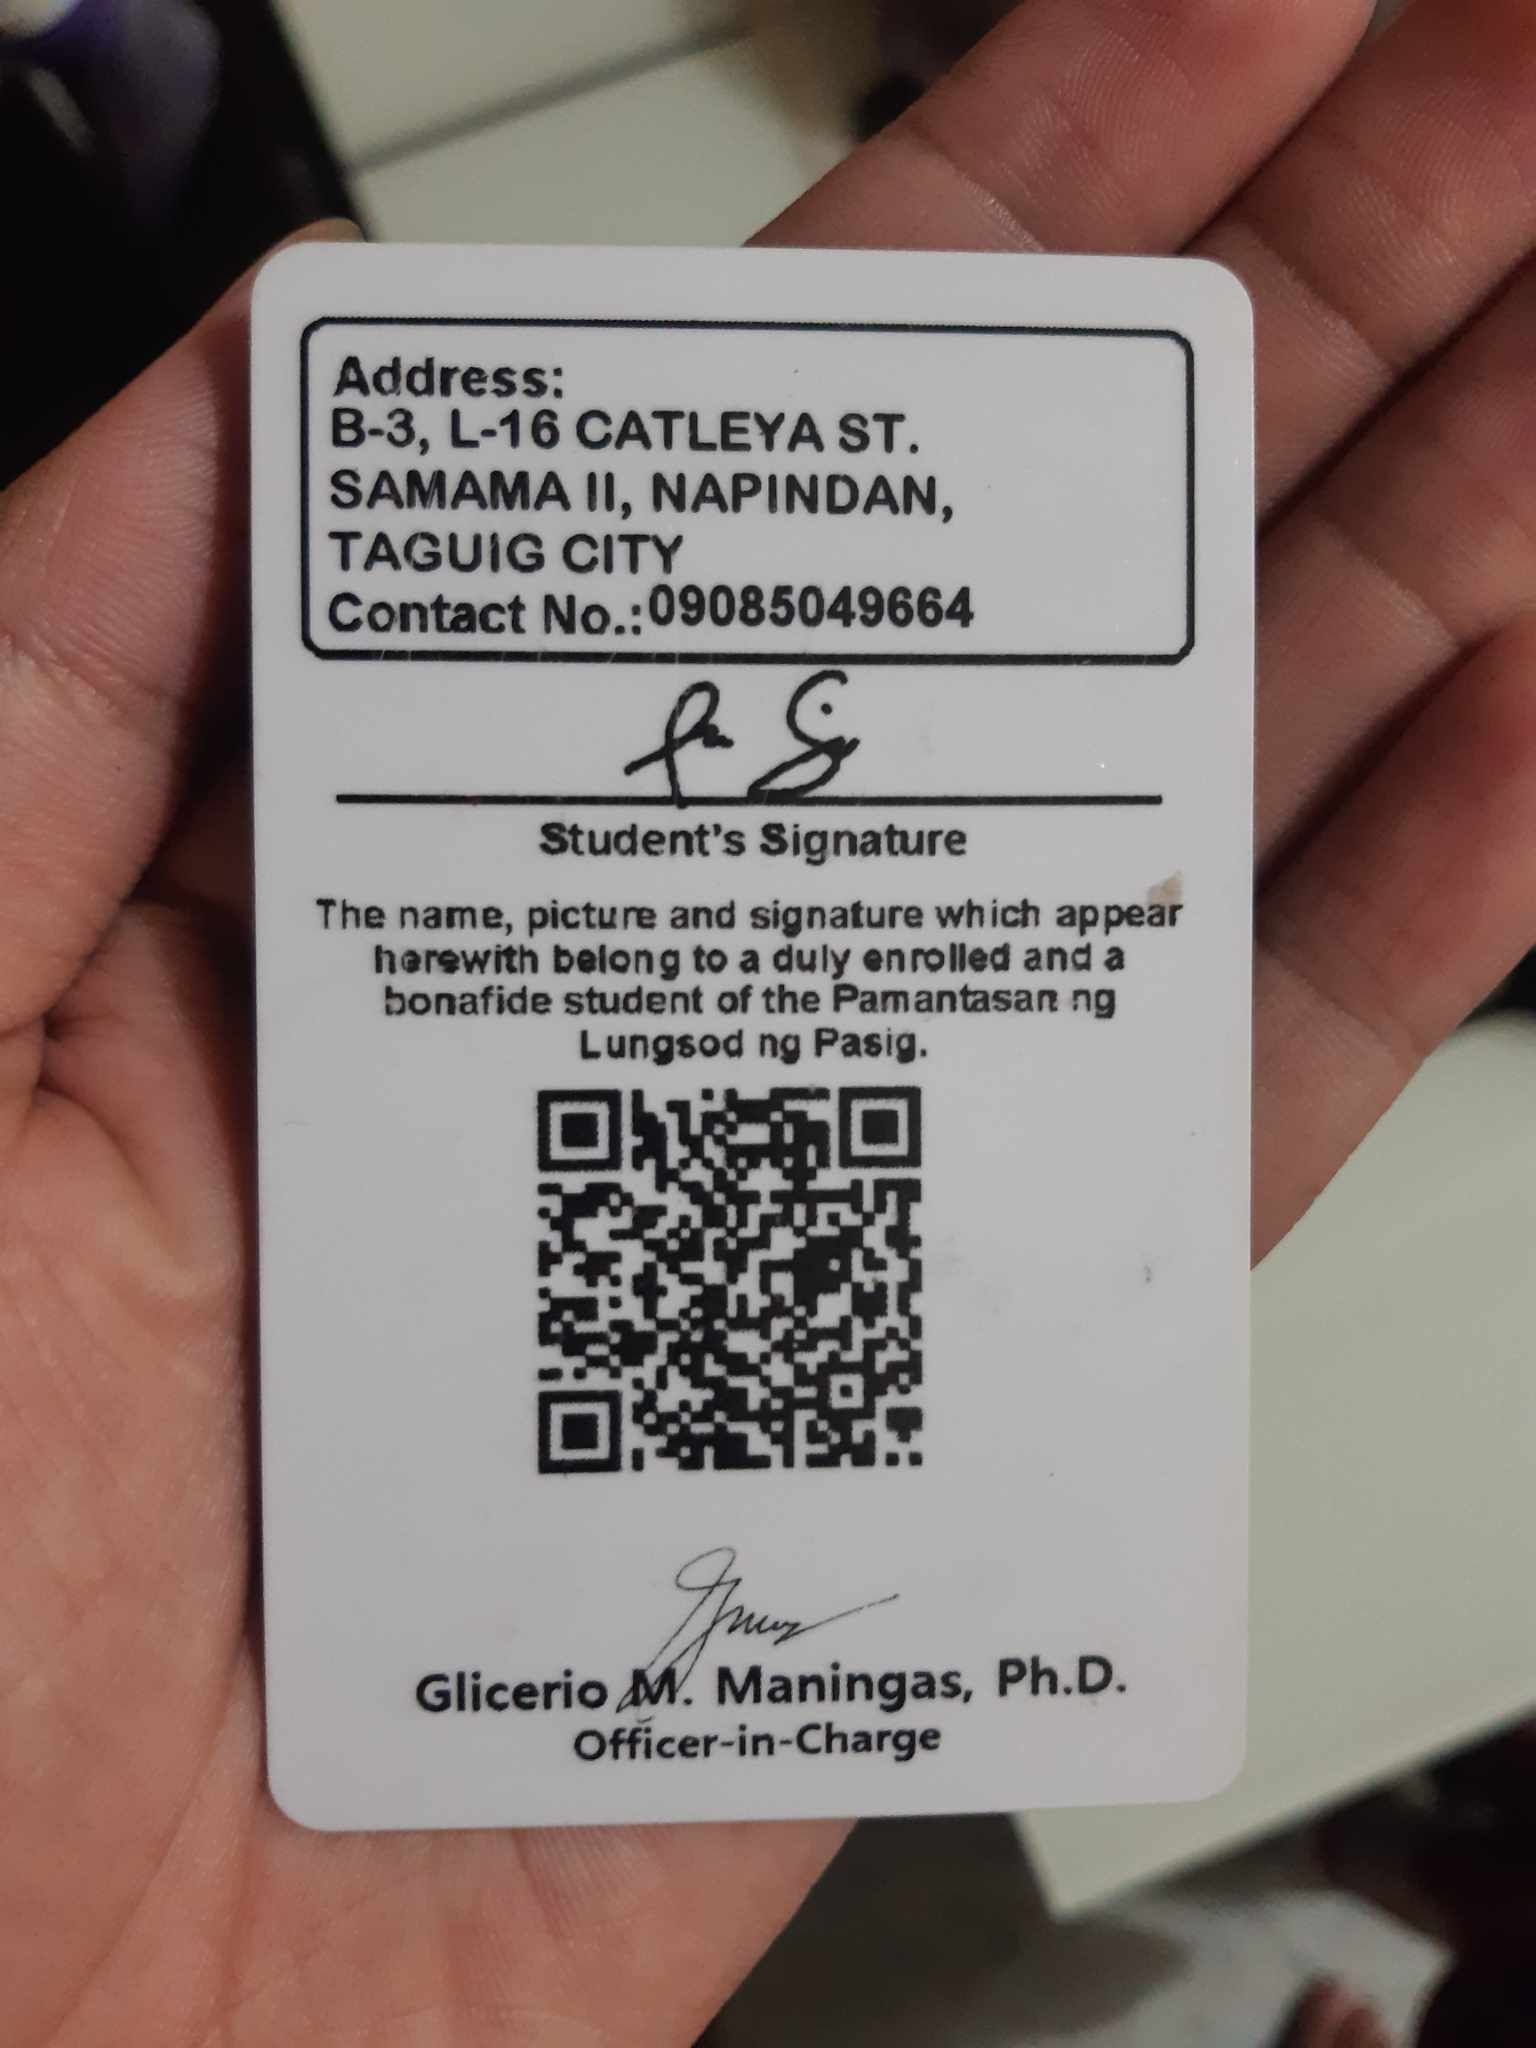 Address:
B-3, L-16 CATLEYA ST.
SAMAMA II, NAPINDAN,
TAGUIG CITY
Contact No.:09085049664
Student's Signature
The name, picture and signature which appear
herewith belong to a duly enrolled and a
bonafide student of the Pamantasan ng
Lungsod ng Pasig.
Glicerio M. Maningas, Ph.D.
Officer-in-Charge